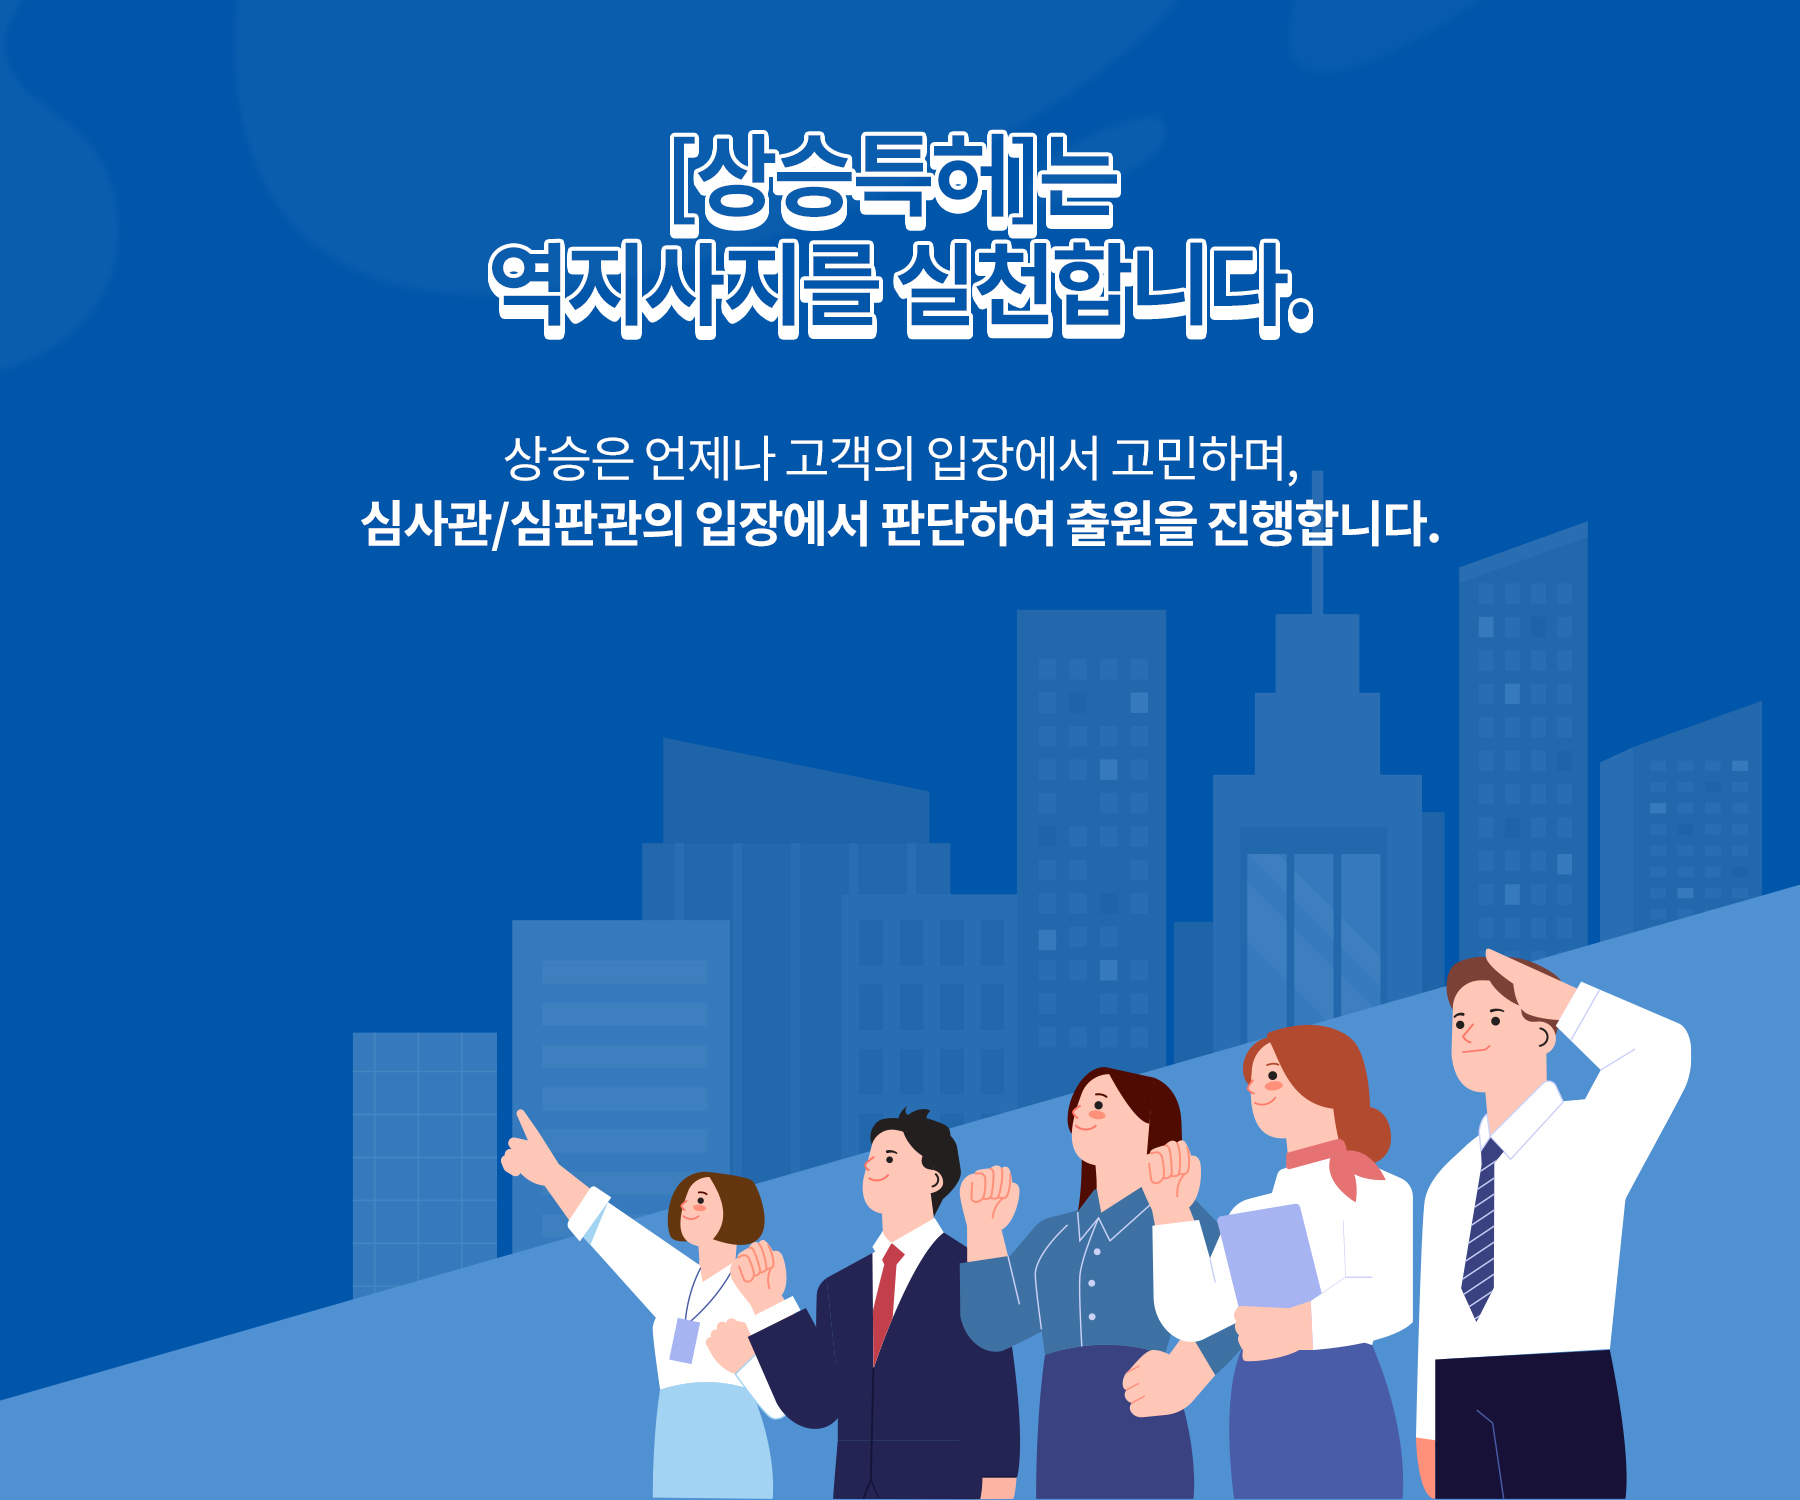 [상승특허]는
역지사지를 실천합니다.
상승은 언제나 고객의 입장에서 고민하며,
심사관/심판관의 입장에서 판단하여 출원을 진행합니다.